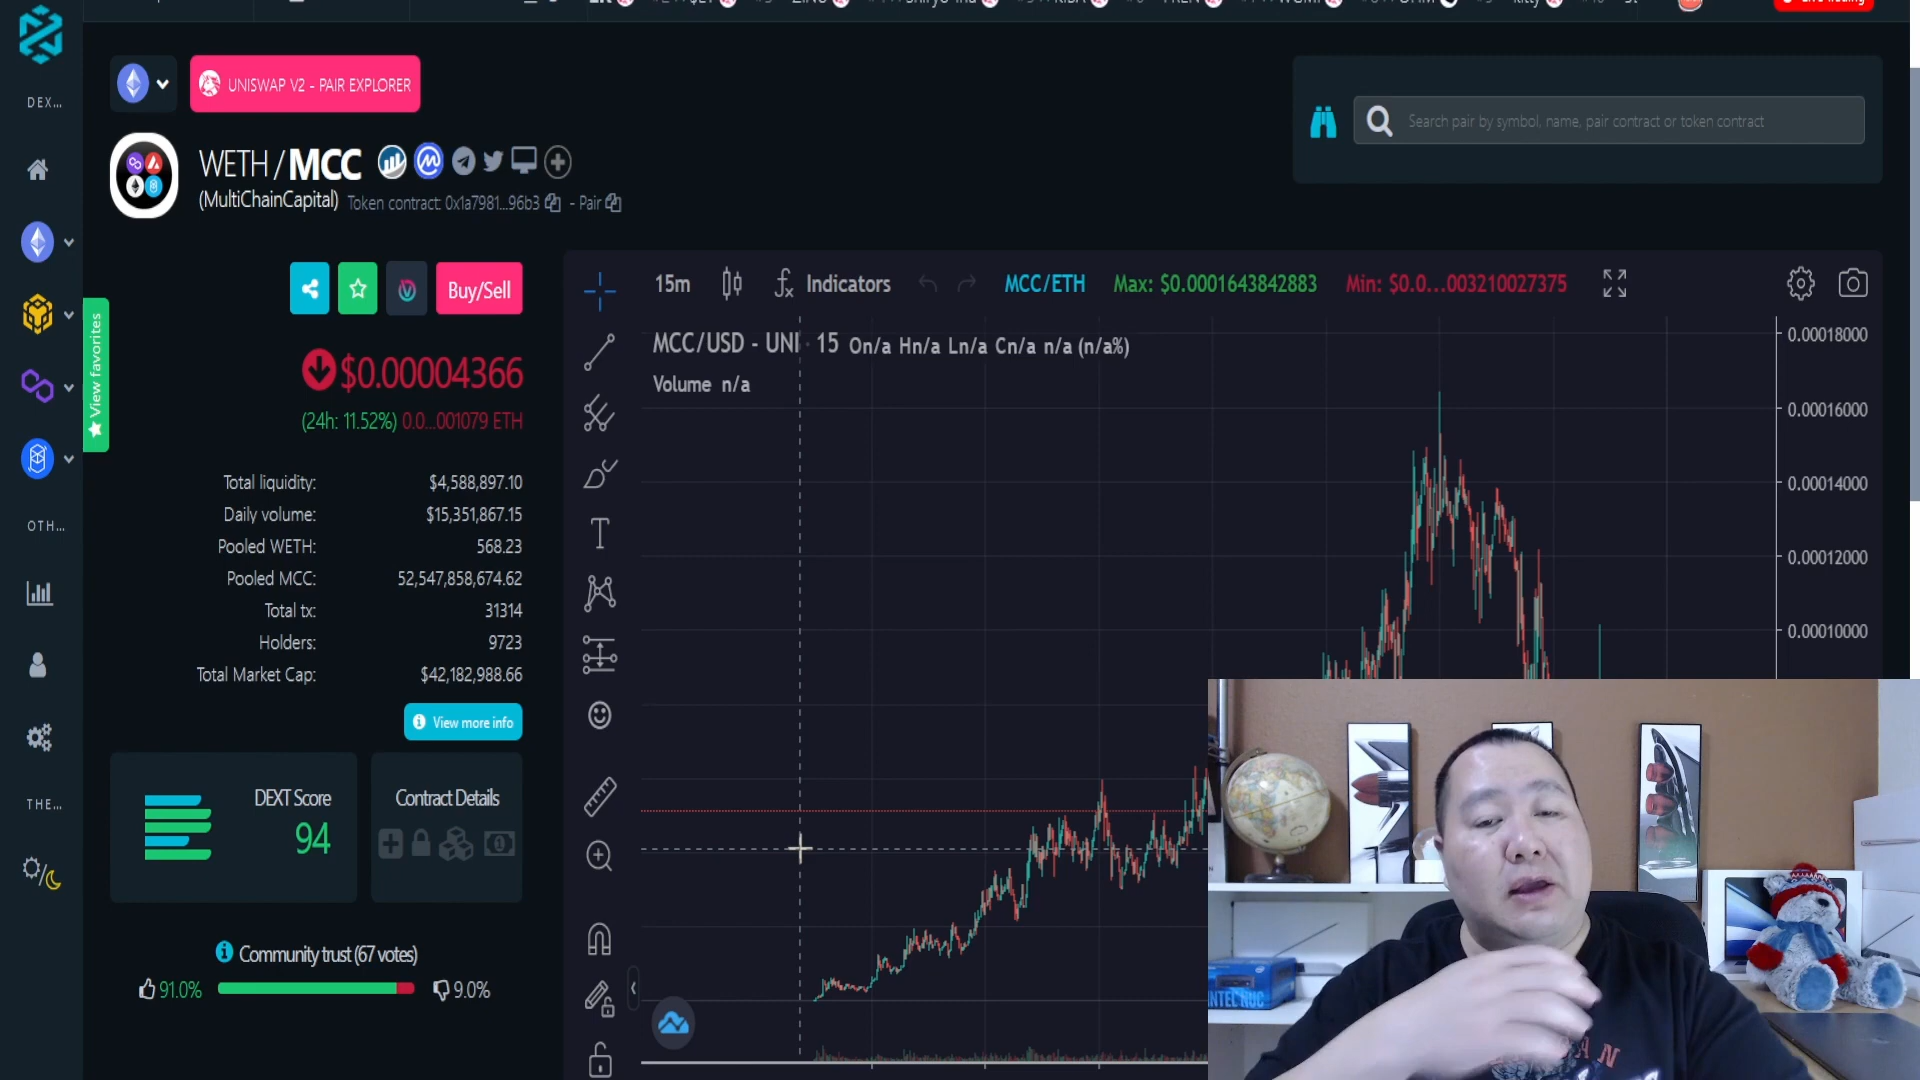 DEX...
UNISWAP V2 - PAIR EXPLORER
Search pair by symbol, name, pair contract or token contract
WETH / MCC
(MultiChainCapital) Token contract: 0x1a7981...96b3 - Pair
15m Indicators MCC/ETH Max: $0.0001643842883 Min: $0.0...003210027375
Buy/Sell
View favorites
MCC/USD - UNI 15 On/a Hn/a Ln/a Cn/a n/a (n/a%)
Volume n/a
$0.00004366
(24h: 11.52%) 0.0...001079 ETH
Total liquidity: $4,588,897.10
Daily volume: $15,351,867.15
Pooled WETH: 568.23
Pooled MCC: 52,547,858,674.62
Total tx: 31314
Holders: 9723
Total Market Cap: $42,182,988.66
View more info
OTH...
DEXT Score
94
Contract Details
THE...
Community trust (67 votes)
91.0% 9.0%
0.00018000
0.00016000
0.00014000
0.00012000
0.00010000
INTEL NUC